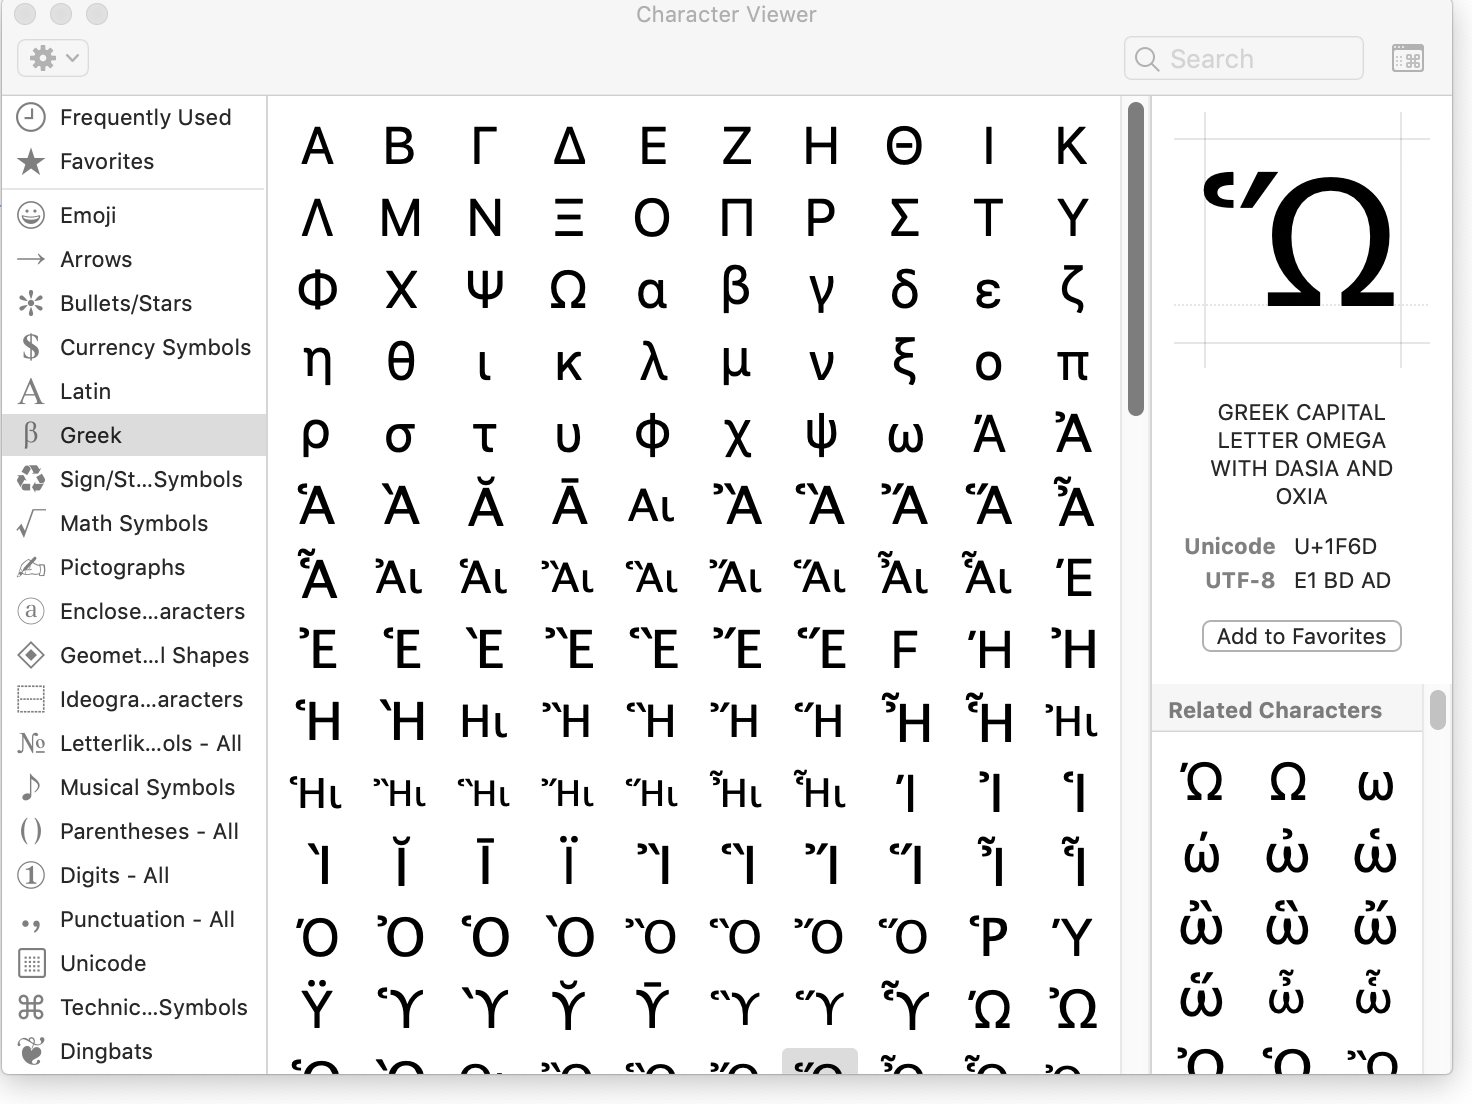 Character Viewer
Search
Frequently Used
Favorites
Emoji
Arrows
Bullets/Stars
Currency Symbols
Latin
Greek
Sign/St...Symbols
Math Symbols
Pictographs
Enclose...aracters
Geomet...l Shapes
Ideogra...aracters
Letterlik...ols - All
Musical Symbols
Parentheses - All
Digits - All
Punctuation - All
Unicode
Technic...Symbols
Dingbats
Α Β Γ Δ Ε Ζ Η Θ Ι Κ
Λ Μ Ν Ξ Ο Π Ρ Σ Τ Υ
Φ Χ Ψ Ω α β γ δ ε ζ
η θ ι κ λ μ ν ξ ο π
ρ σ τ υ φ χ ψ ω Ά Ἀ
Ἁ Ὰ Ᾰ Ᾱ ᾼ Ἂ Ἃ Ἄ Ἅ Ἆ
Ἇ ᾈ ᾉ ᾊ ᾋ ᾌ ᾍ ᾎ ᾏ Έ
Ἐ Ἑ Ὲ Ἒ Ἓ Ἔ Ἕ Ϝ Ή Ἠ
Ἡ Ὴ ῌ Ἢ Ἣ Ἤ Ἥ Ἦ Ἧ ᾘ
ᾙ ᾚ ᾛ ᾜ ᾝ ᾞ ᾟ Ί Ἰ Ἱ
Ὶ Ῐ Ῑ Ϊ Ἲ Ἳ Ἴ Ἵ Ἶ Ἷ
Ό Ὀ Ὁ Ὸ Ὂ Ὃ Ὄ Ὅ Ῥ Ύ
Ϋ Ὑ Ὺ Ῠ Ῡ Ὓ Ὕ Ὗ Ώ Ὠ
Ὥ
GREEK CAPITAL
LETTER OMEGA
WITH DASIA AND
OXIA
Unicode U+1F6D
UTF-8 E1 BD AD
Add to Favorites
Related Characters
Ώ Ω ω
ώ ὠ ὡ
ὢ ὣ ὤ
ὥ ὦ ὧ
Ὠ Ὡ Ὢ